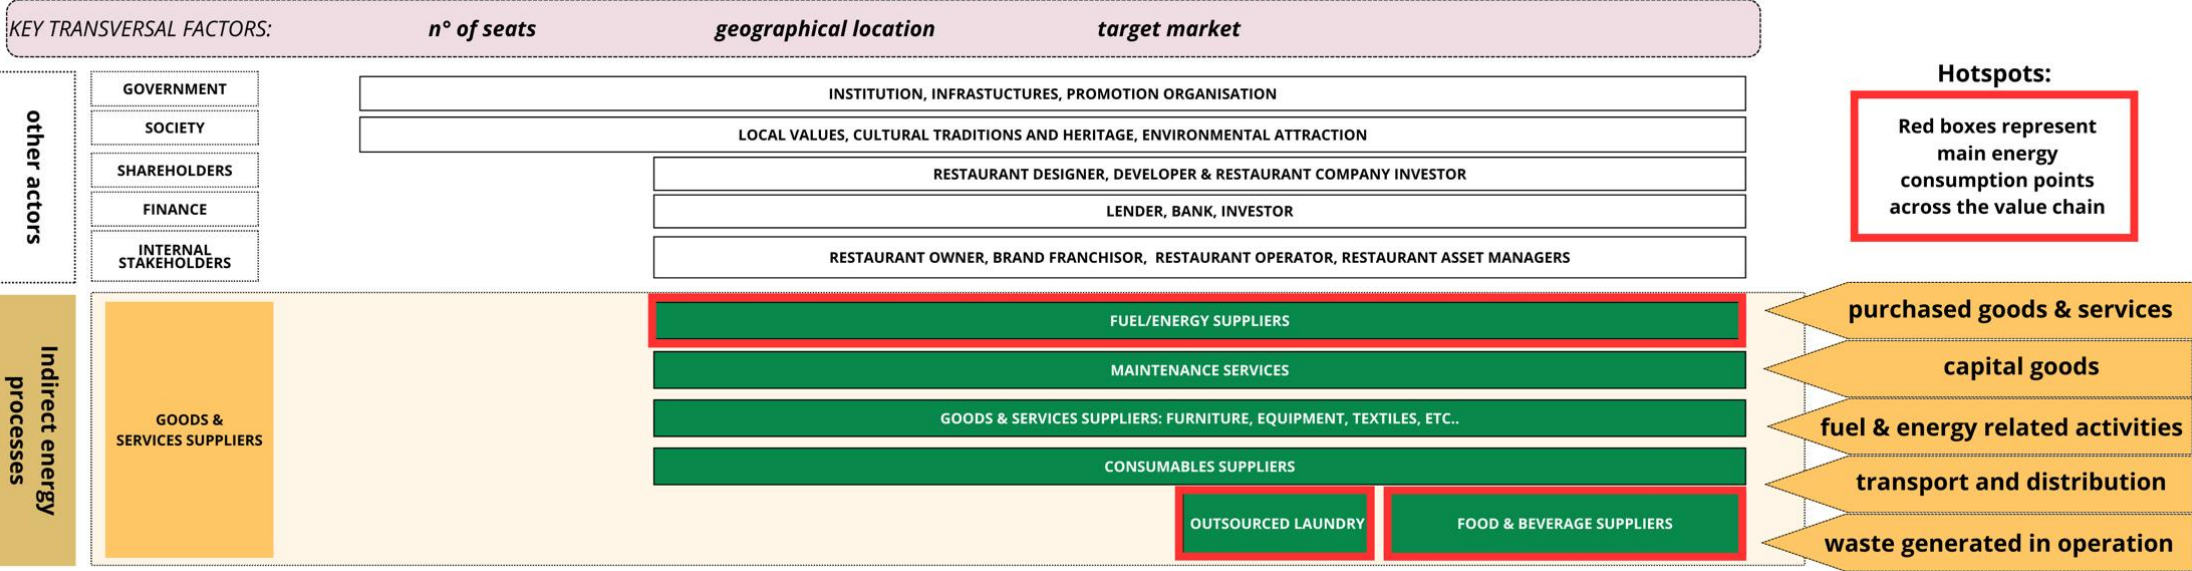 KEY TRANSVERSAL FACTORS: n° of seats geographical location target market
other actors
GOVERNMENT
INSTITUTION, INFRASTUCTURES, PROMOTION ORGANISATION
SOCIETY
LOCAL VALUES, CULTURAL TRADITIONS AND HERITAGE, ENVIRONMENTAL ATTRACTION
SHAREHOLDERS
RESTAURANT DESIGNER, DEVELOPER & RESTAURANT COMPANY INVESTOR
FINANCE
LENDER, BANK, INVESTOR
INTERNAL
STAKEHOLDERS
RESTAURANT OWNER, BRAND FRANCHISOR, RESTAURANT OPERATOR, RESTAURANT ASSET MANAGERS
Hotspots:
Red boxes represent
main energy
consumption points
across the value chain
Indirect energy
processes
GOODS &
SERVICES SUPPLIERS
FUEL/ENERGY SUPPLIERS
MAINTENANCE SERVICES
GOODS & SERVICES SUPPLIERS: FURNITURE, EQUIPMENT, TEXTILES, ETC..
CONSUMABLES SUPPLIERS
OUTSOURCED LAUNDRY
FOOD & BEVERAGE SUPPLIERS
purchased goods & services
capital goods
fuel & energy related activities
transport and distribution
waste generated in operation